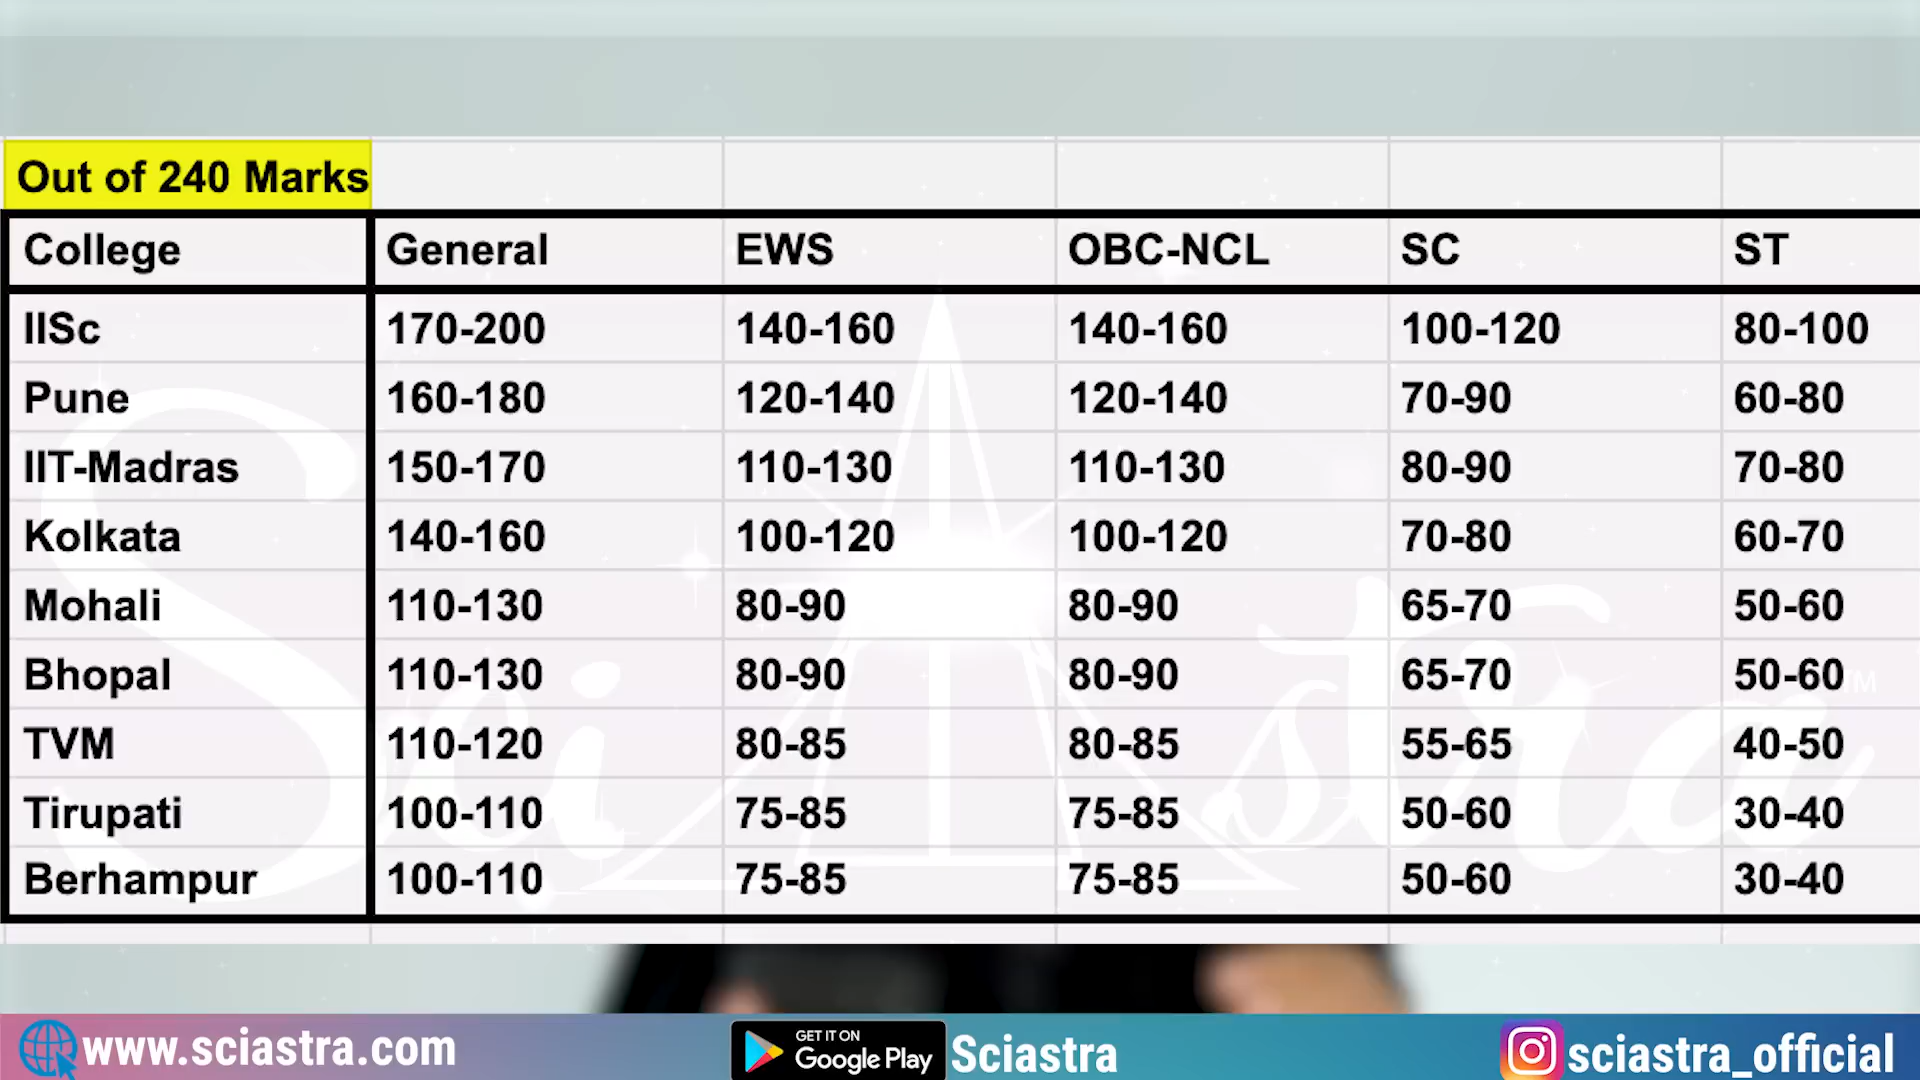 Out of 240 Marks
College General EWS OBC-NCL SC ST
IISc 170-200 140-160 140-160 100-120 80-100
Pune 160-180 120-140 120-140 70-90 60-80
IIT-Madras 150-170 110-130 110-130 80-90 70-80
Kolkata 140-160 100-120 100-120 70-80 60-70
Mohali 110-130 80-90 80-90 65-70 50-60
Bhopal 110-130 80-90 80-90 65-70 50-60
TVM 110-120 80-85 80-85 55-65 40-50
Tirupati 100-110 75-85 75-85 50-60 30-40
Berhampur 100-110 75-85 75-85 50-60 30-40
SciAstra™
www.sciastra.com GET IT ON Google Play Sciastra sciastra_official